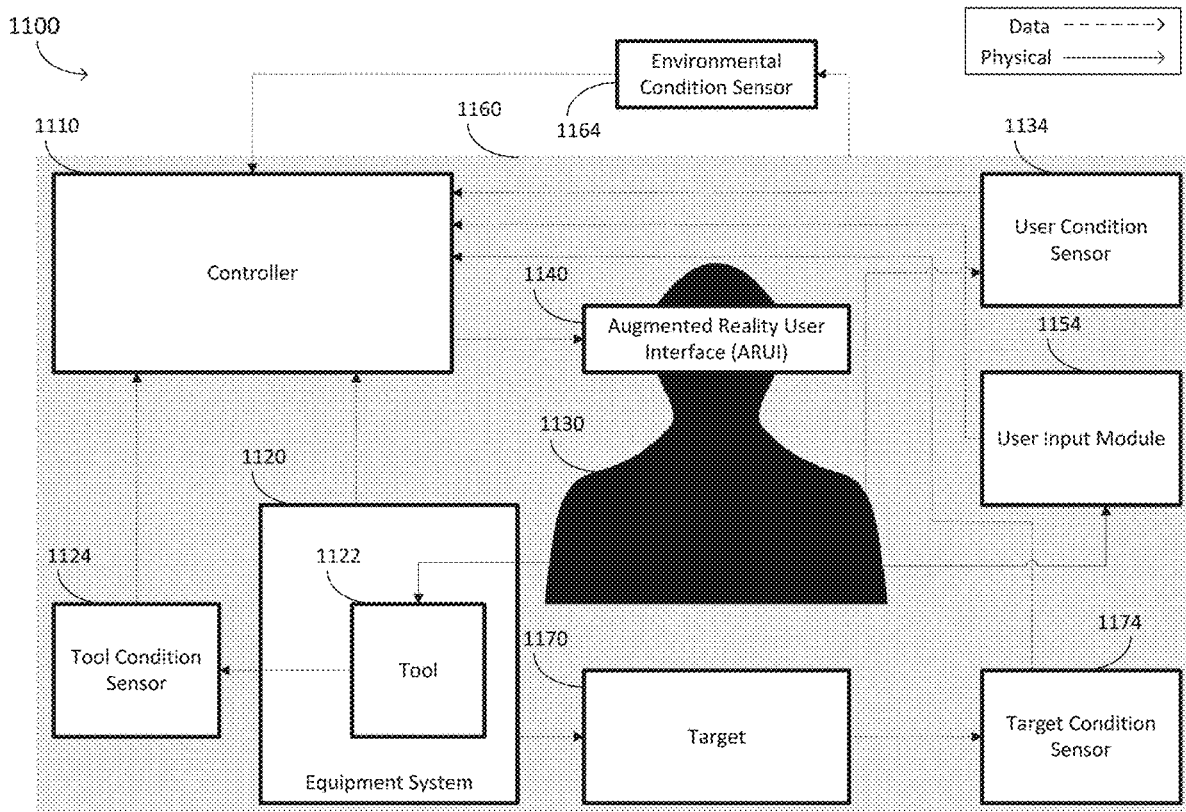 1100
Data
Physical
Environmental
Condition Sensor
1164
1160
1110
1134
Controller
User Condition
Sensor
1140
Augmented Reality User
Interface (ARUI)
1154
User Input Module
1130
1120
1124
1122
Tool Condition
Sensor
Tool
Equipment System
1170
Target
1174
Target Condition
Sensor